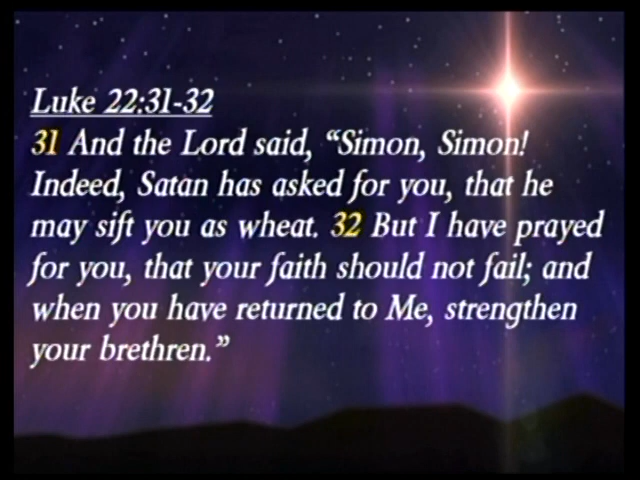 Luke 22:31-32
31 And the Lord said, “Simon, Simon!
Indeed, Satan has asked for you, that he
may sift you as wheat. 32 But I have prayed
for you, that your faith should not fail; and
when you have returned to Me, strengthen
your brethren.”